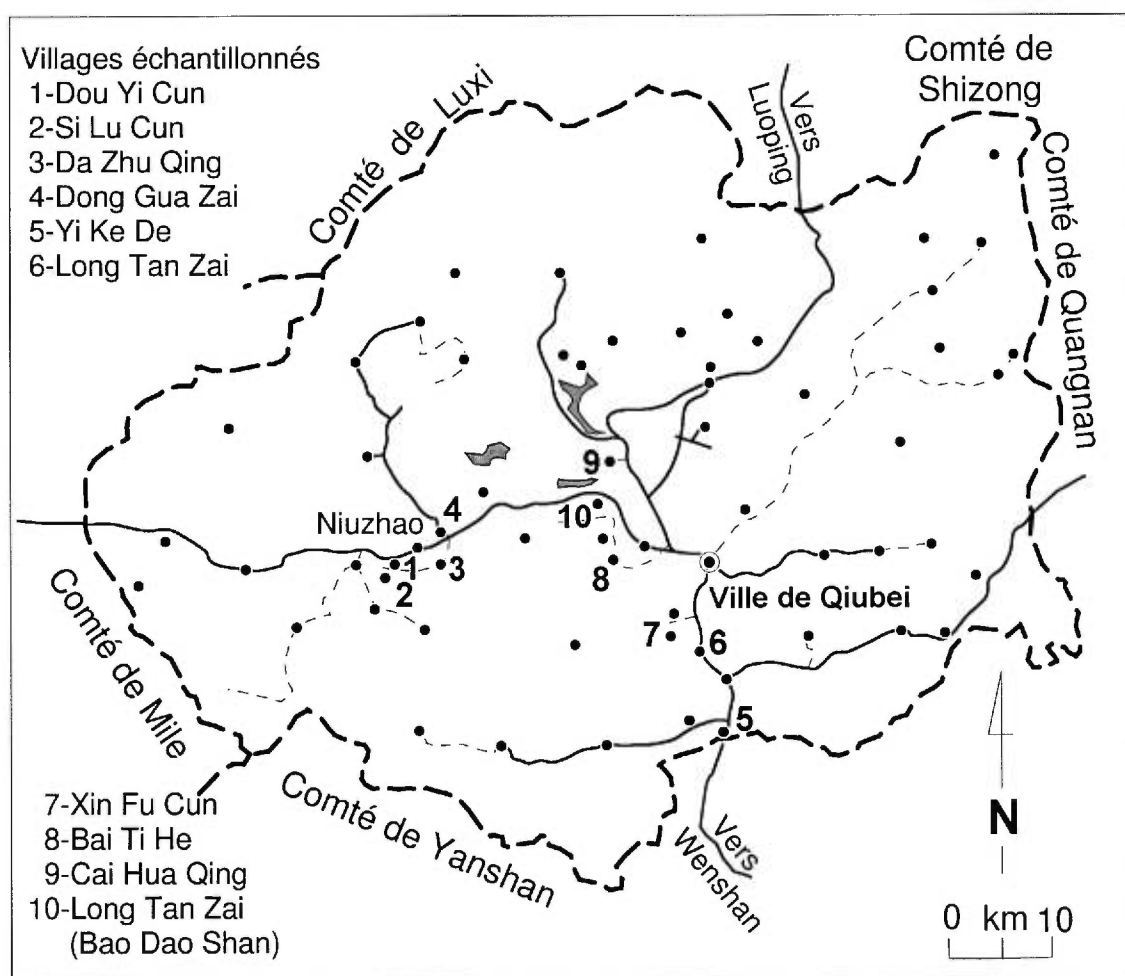 Villages échantillonnés
1-Dou Yi Cun
2-Si Lu Cun
3-Da Zhu Qing
4-Dong Gua Zai
5-Yi Ke De
6-Long Tan Zai
Comté de Luxi
Vers
Luoping
Comté de
Shizong
Comté de Quangnan
9
10
Niuzhao
4
1
2
3
8
Ville de Qiubei
7
6
5
Comté de Mile
Comté de Yanshan
Vers
Wenshan
7-Xin Fu Cun
8-Bai Ti He
9-Cai Hua Qing
10-Long Tan Zai
(Bao Dao Shan)
N
0 km 10